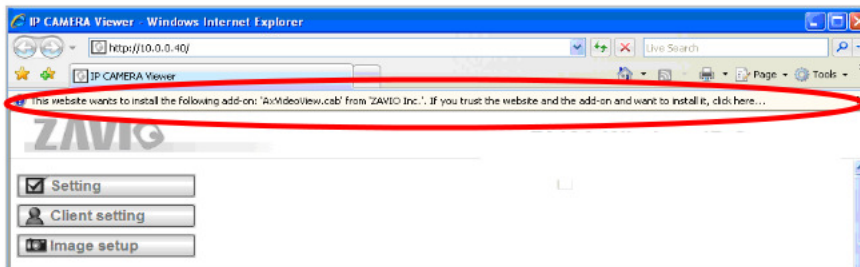 IP CAMERA Viewer - Windows Internet Explorer
http://10.0.0.40/
Live Search
IP CAMERA Viewer
Page
Tools
This website wants to install the following add-on: 'AxVideoView.cab' from 'ZAVIO Inc.'. If you trust the website and the add-on and want to install it, click here...
ZAVIO
Setting
Client setting
Image setup